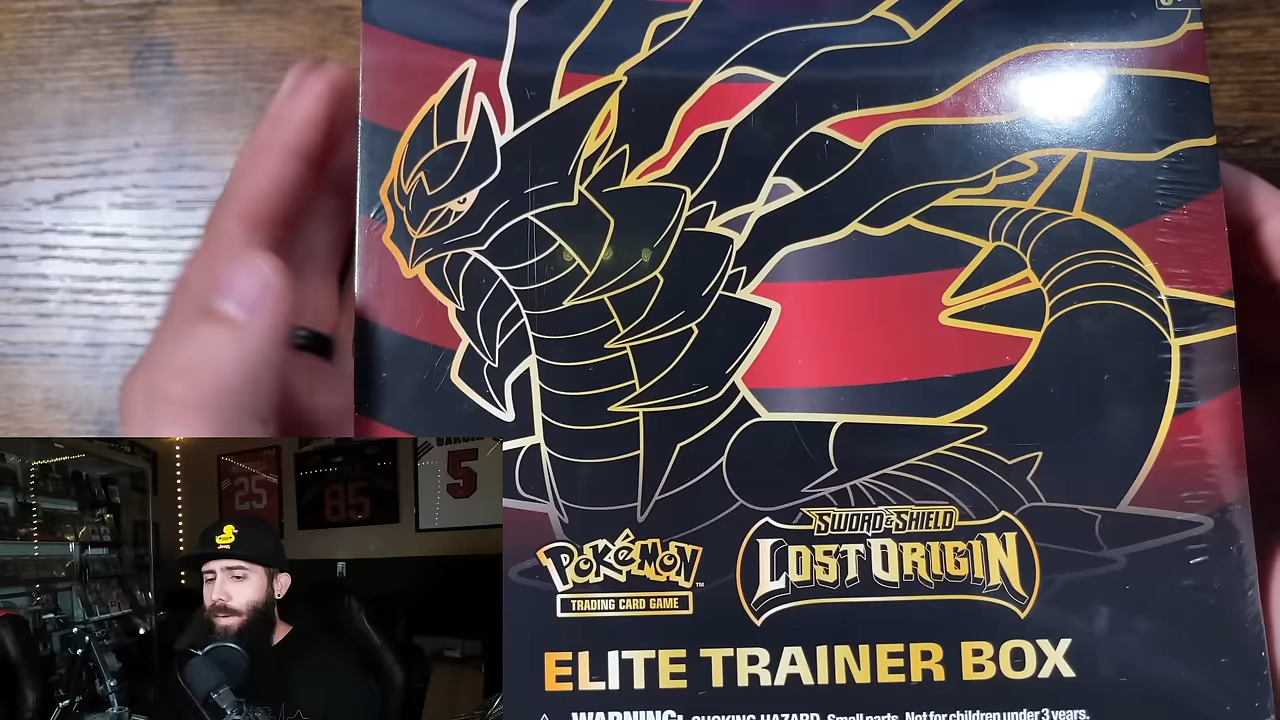 SWORD & SHIELD
POKéMON™
LOST ORIGIN
TRADING CARD GAME
ELITE TRAINER BOX
WARNING: CHOKING HAZARD. Small parts. Not for children under 3 years.
25
85
5